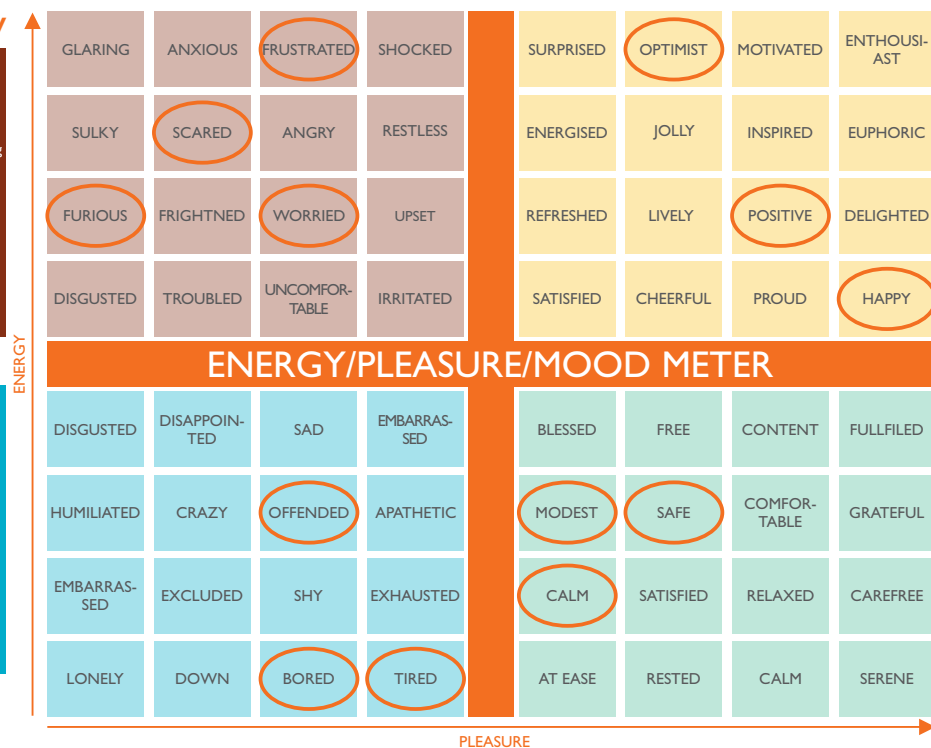 GLARING ANXIOUS FRUSTRATED SHOCKED SURPRISED OPTIMIST MOTIVATED ENTHOUSI-
AST
SULKY SCARED ANGRY RESTLESS ENERGISED JOLLY INSPIRED EUPHORIC
FURIOUS FRIGHTNED WORRIED UPSET REFRESHED LIVELY POSITIVE DELIGHTED
DISGUSTED TROUBLED UNCOMFOR-
TABLE IRRITATED SATISFIED CHEERFUL PROUD HAPPY
ENERGY
ENERGY/PLEASURE/MOOD METER
DISGUSTED DISAPPOIN-
TED SAD EMBARRAS-
SED BLESSED FREE CONTENT FULLFILED
HUMILIATED CRAZY OFFENDED APATHETIC MODEST SAFE COMFOR-
TABLE GRATEFUL
EMBARRAS-
SED EXCLUDED SHY EXHAUSTED CALM SATISFIED RELAXED CAREFREE
LONELY DOWN BORED TIRED AT EASE RESTED CALM SERENE
PLEASURE